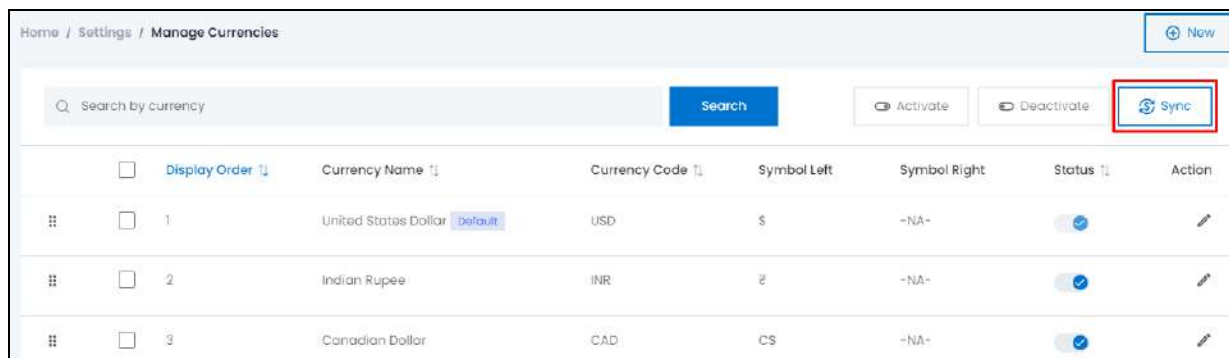 Home / Settings / Manage Currencies
New
Search by currency
Search
Activate
Deactivate
Sync
Display Order Currency Name Currency Code Symbol Left Symbol Right Status Action
1 United States Dollar Default USD $ -NA-
2 Indian Rupee INR ₹ -NA-
3 Canadian Dollar CAD C$ -NA-